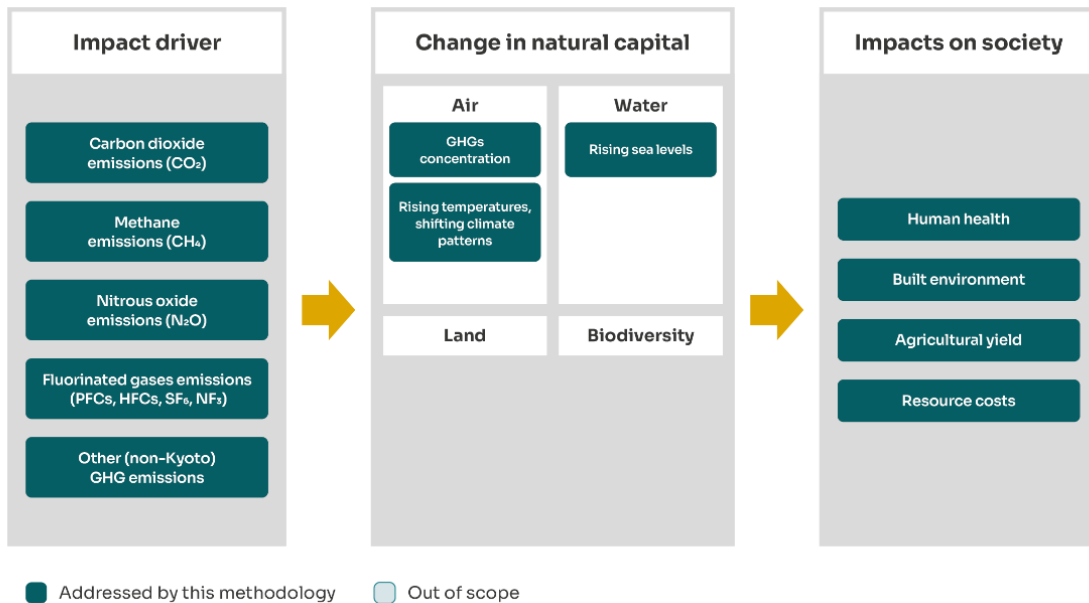 Impact driver
Carbon dioxide
emissions (CO₂)
Methane
emissions (CH₄)
Nitrous oxide
emissions (N₂O)
Fluorinated gases emissions
(PFCs, HFCs, SF₆, NF₃)
Other (non-Kyoto)
GHG emissions
Change in natural capital
Air
GHGs
concentration
Rising temperatures,
shifting climate
patterns
Water
Rising sea levels
Land
Biodiversity
Impacts on society
Human health
Built environment
Agricultural yield
Resource costs
Addressed by this methodology
Out of scope